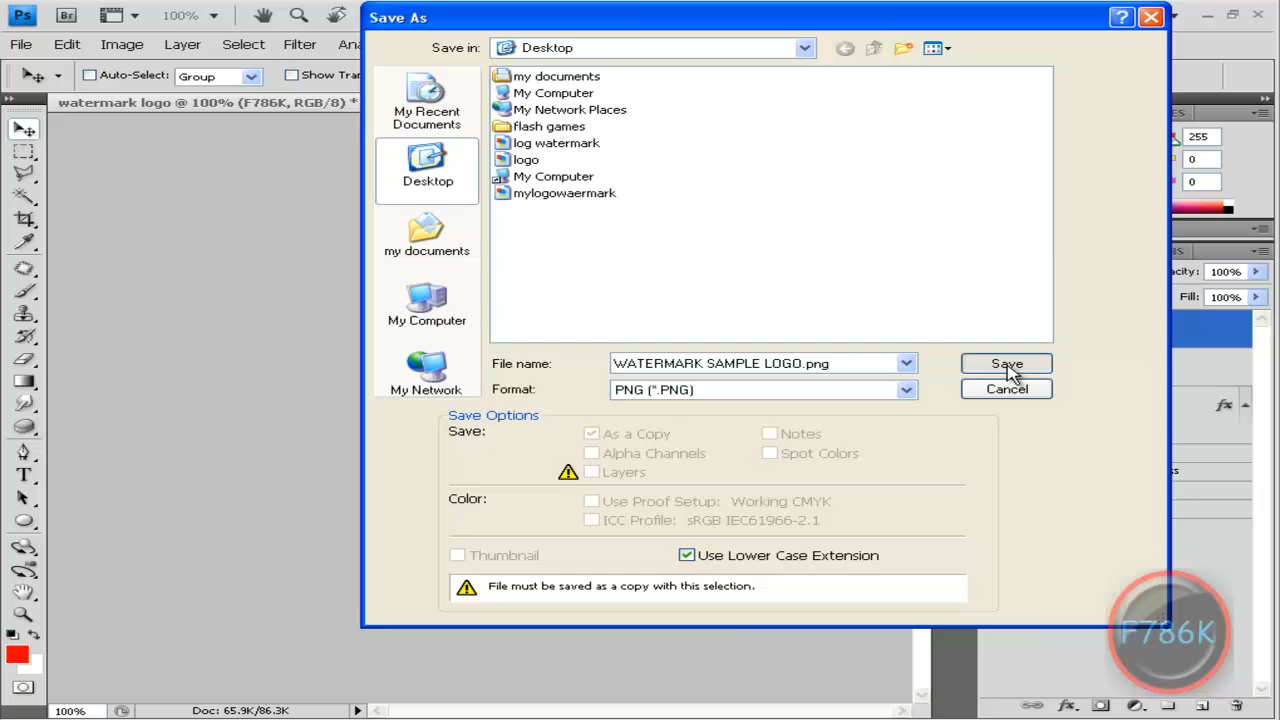 Ps
Br
100%
Save As
File
Edit
Image
Layer
Select
Filter
Save in:
Desktop
Auto-Select:
Group
watermark logo @ 100% (F786K, RGB/8) *
My Recent
Documents
Desktop
my documents
My Computer
My Network
my documents
My Computer
My Network Places
flash games
log watermark
logo
My Computer
mylogowaermark
255
0
0
100%
Fill:
100%
File name:
WATERMARK SAMPLE LOGO.png
Save
Format:
PNG (*.PNG)
Cancel
fx
Save Options
Save:
As a Copy
Notes
Alpha Channels
Spot Colors
Layers
Color:
Use Proof Setup: Working CMYK
ICC Profile: sRGB IEC61966-2.1
Thumbnail
Use Lower Case Extension
File must be saved as a copy with this selection.
F786K
100%
Doc: 65.9K/86.3K
fx